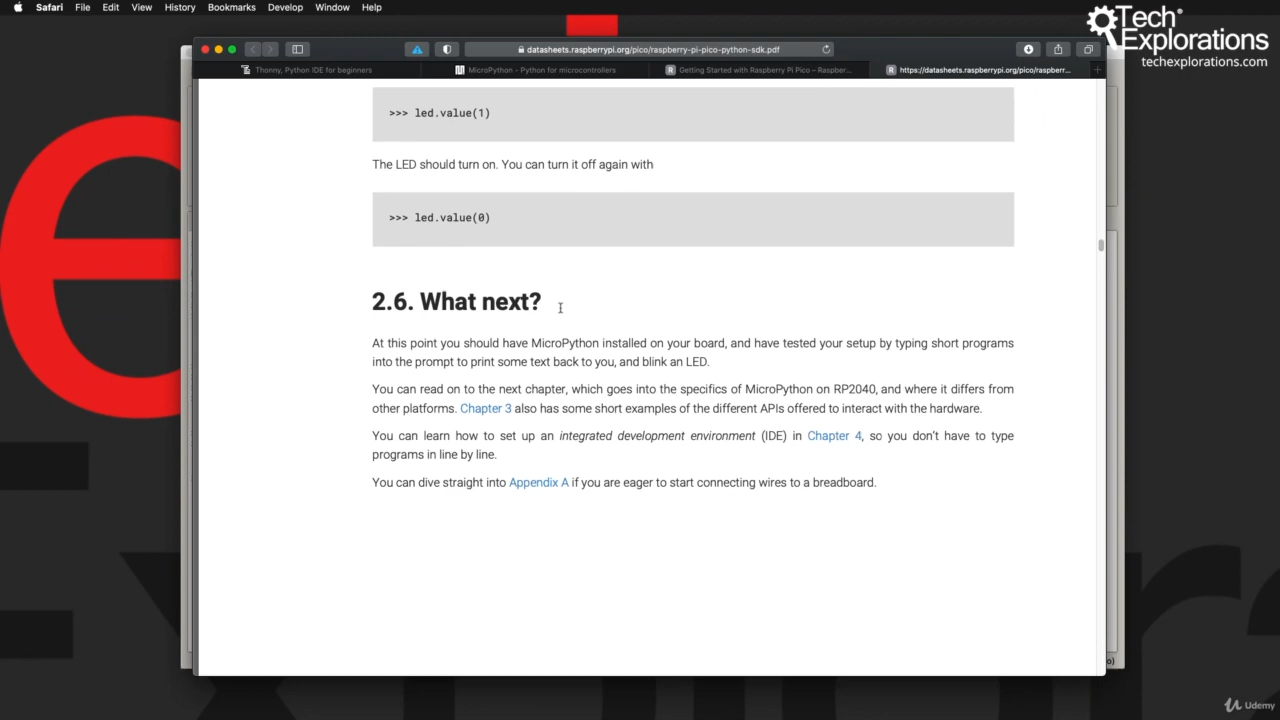 Safari File Edit View History Bookmarks Develop Window Help
Tech
Explorations
techexplorations.com
datasheets.raspberrypi.org/pico/raspberry-pi-pico-python-sdk.pdf
Thonny, Python IDE for beginners
MicroPython - Python for microcontrollers
Getting Started with Raspberry Pi Pico – Raspber...
https://datasheets.raspberrypi.org/pico/raspberr...
>>> led.value(1)
The LED should turn on. You can turn it off again with
>>> led.value(0)
2.6. What next?
At this point you should have MicroPython installed on your board, and have tested your setup by typing short programs
into the prompt to print some text back to you, and blink an LED.
You can read on to the next chapter, which goes into the specifics of MicroPython on RP2040, and where it differs from
other platforms. Chapter 3 also has some short examples of the different APIs offered to interact with the hardware.
You can learn how to set up an integrated development environment (IDE) in Chapter 4, so you don't have to type
programs in line by line.
You can dive straight into Appendix A if you are eager to start connecting wires to a breadboard.
Udemy